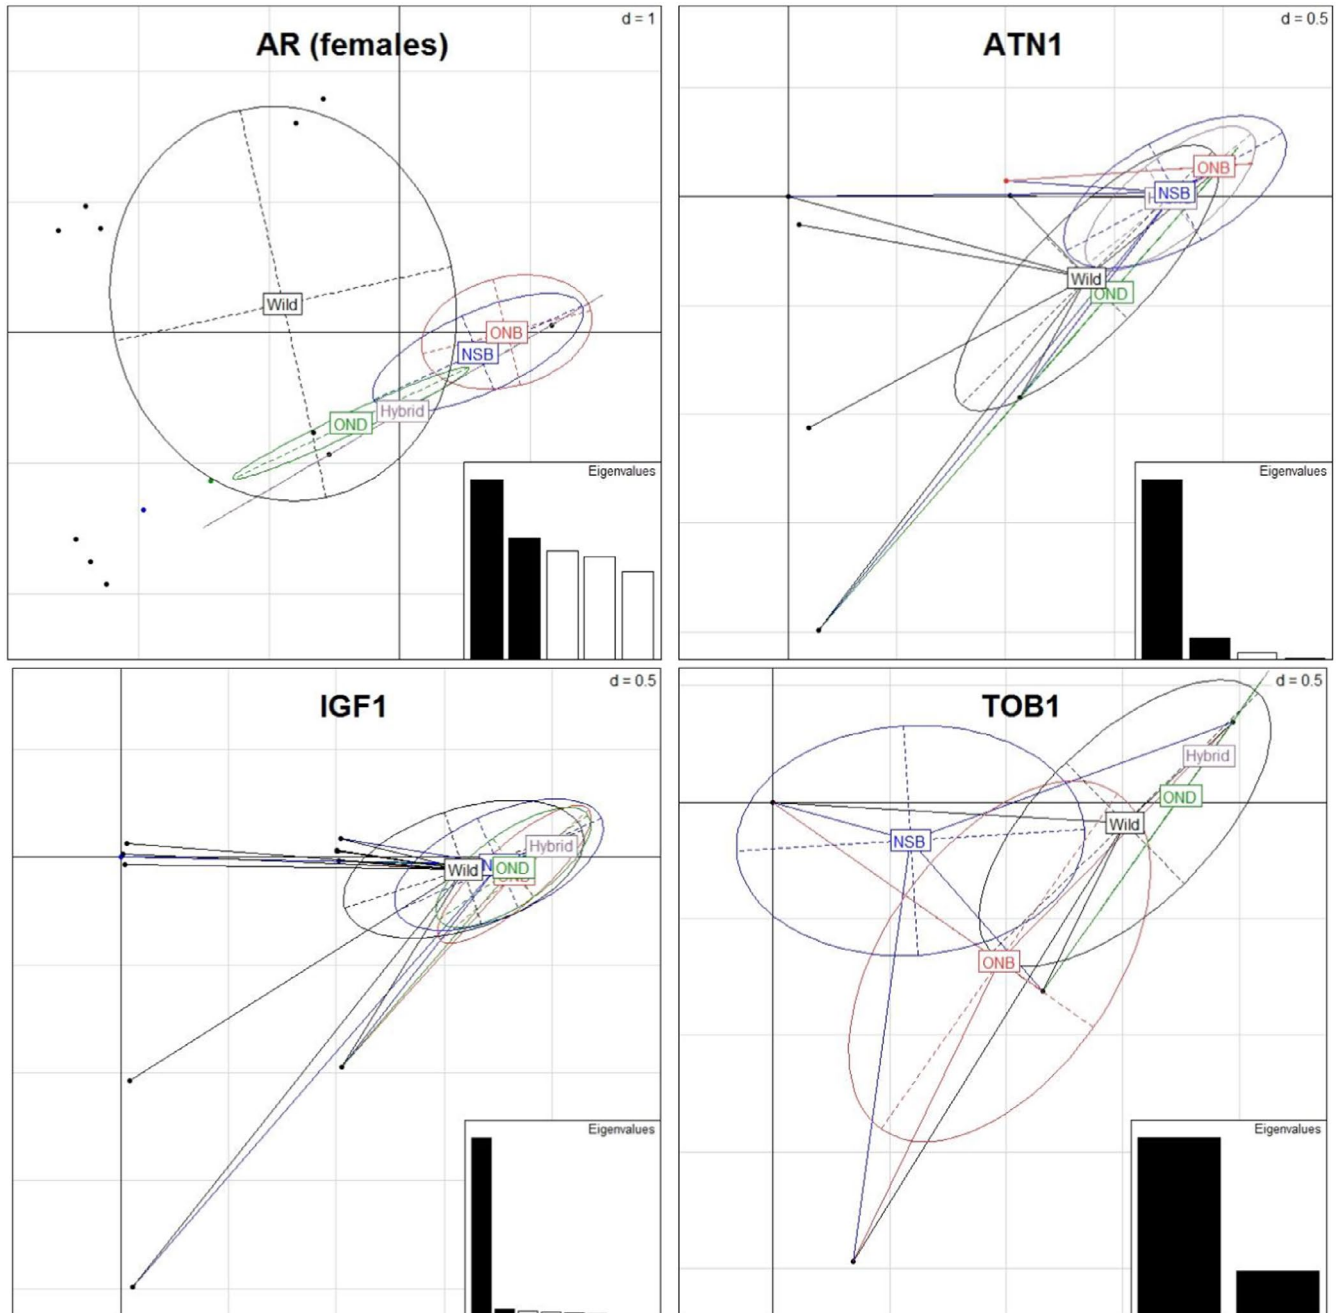 d = 1
AR (females)
Wild
ONB
NSB
Hybrid
OND
Eigenvalues
d = 0.5
ATN1
ONB
NSB
H
Wild
OND
Eigenvalues
d = 0.5
IGF1
Hybrid
Wild
N
OND
Eigenvalues
d = 0.5
TOB1
Hybrid
OND
Wild
NSB
ONB
Eigenvalues